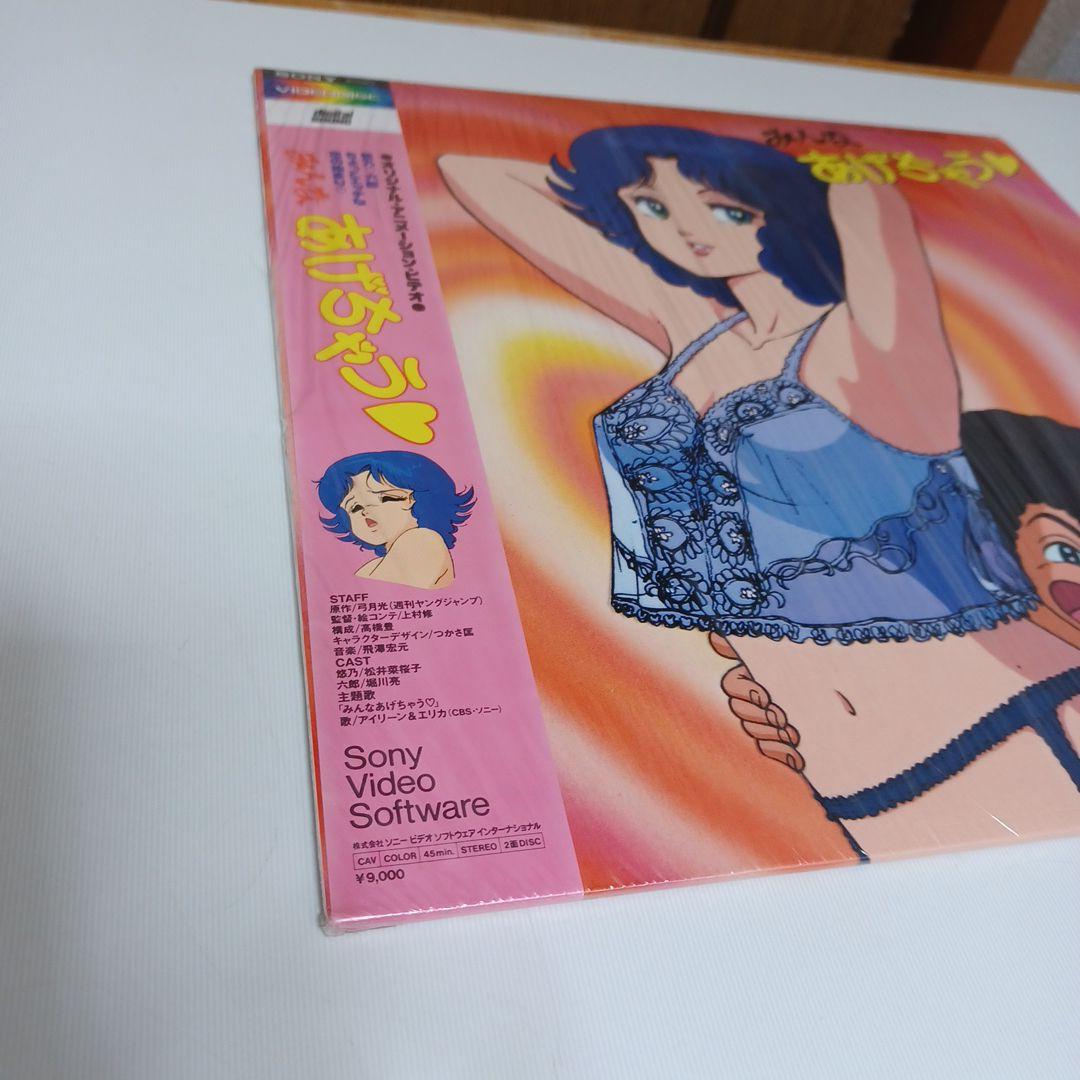 digital
オリジナル・アニメーション・ビデオ
みんな
あげちゃう♡
みんな
あげちゃう♡
STAFF
原作/弓月光(週刊ヤングジャンプ)
監督・絵コンテ/上村修
構成/高橋豊
キャラクターデザイン/つかさ匡
音楽/飛澤宏元
CAST
悠乃/松井菜桜子
六郎/堀川亮
主題歌
「みんなあげちゃう♡」
歌/アイリーン&エリカ(CBS・ソニー)
Sony
Video
Software
株式会社 ソニー ビデオ ソフトウェア インターナショナル
CAV COLOR 45min. STEREO 2面DISC
¥9,000